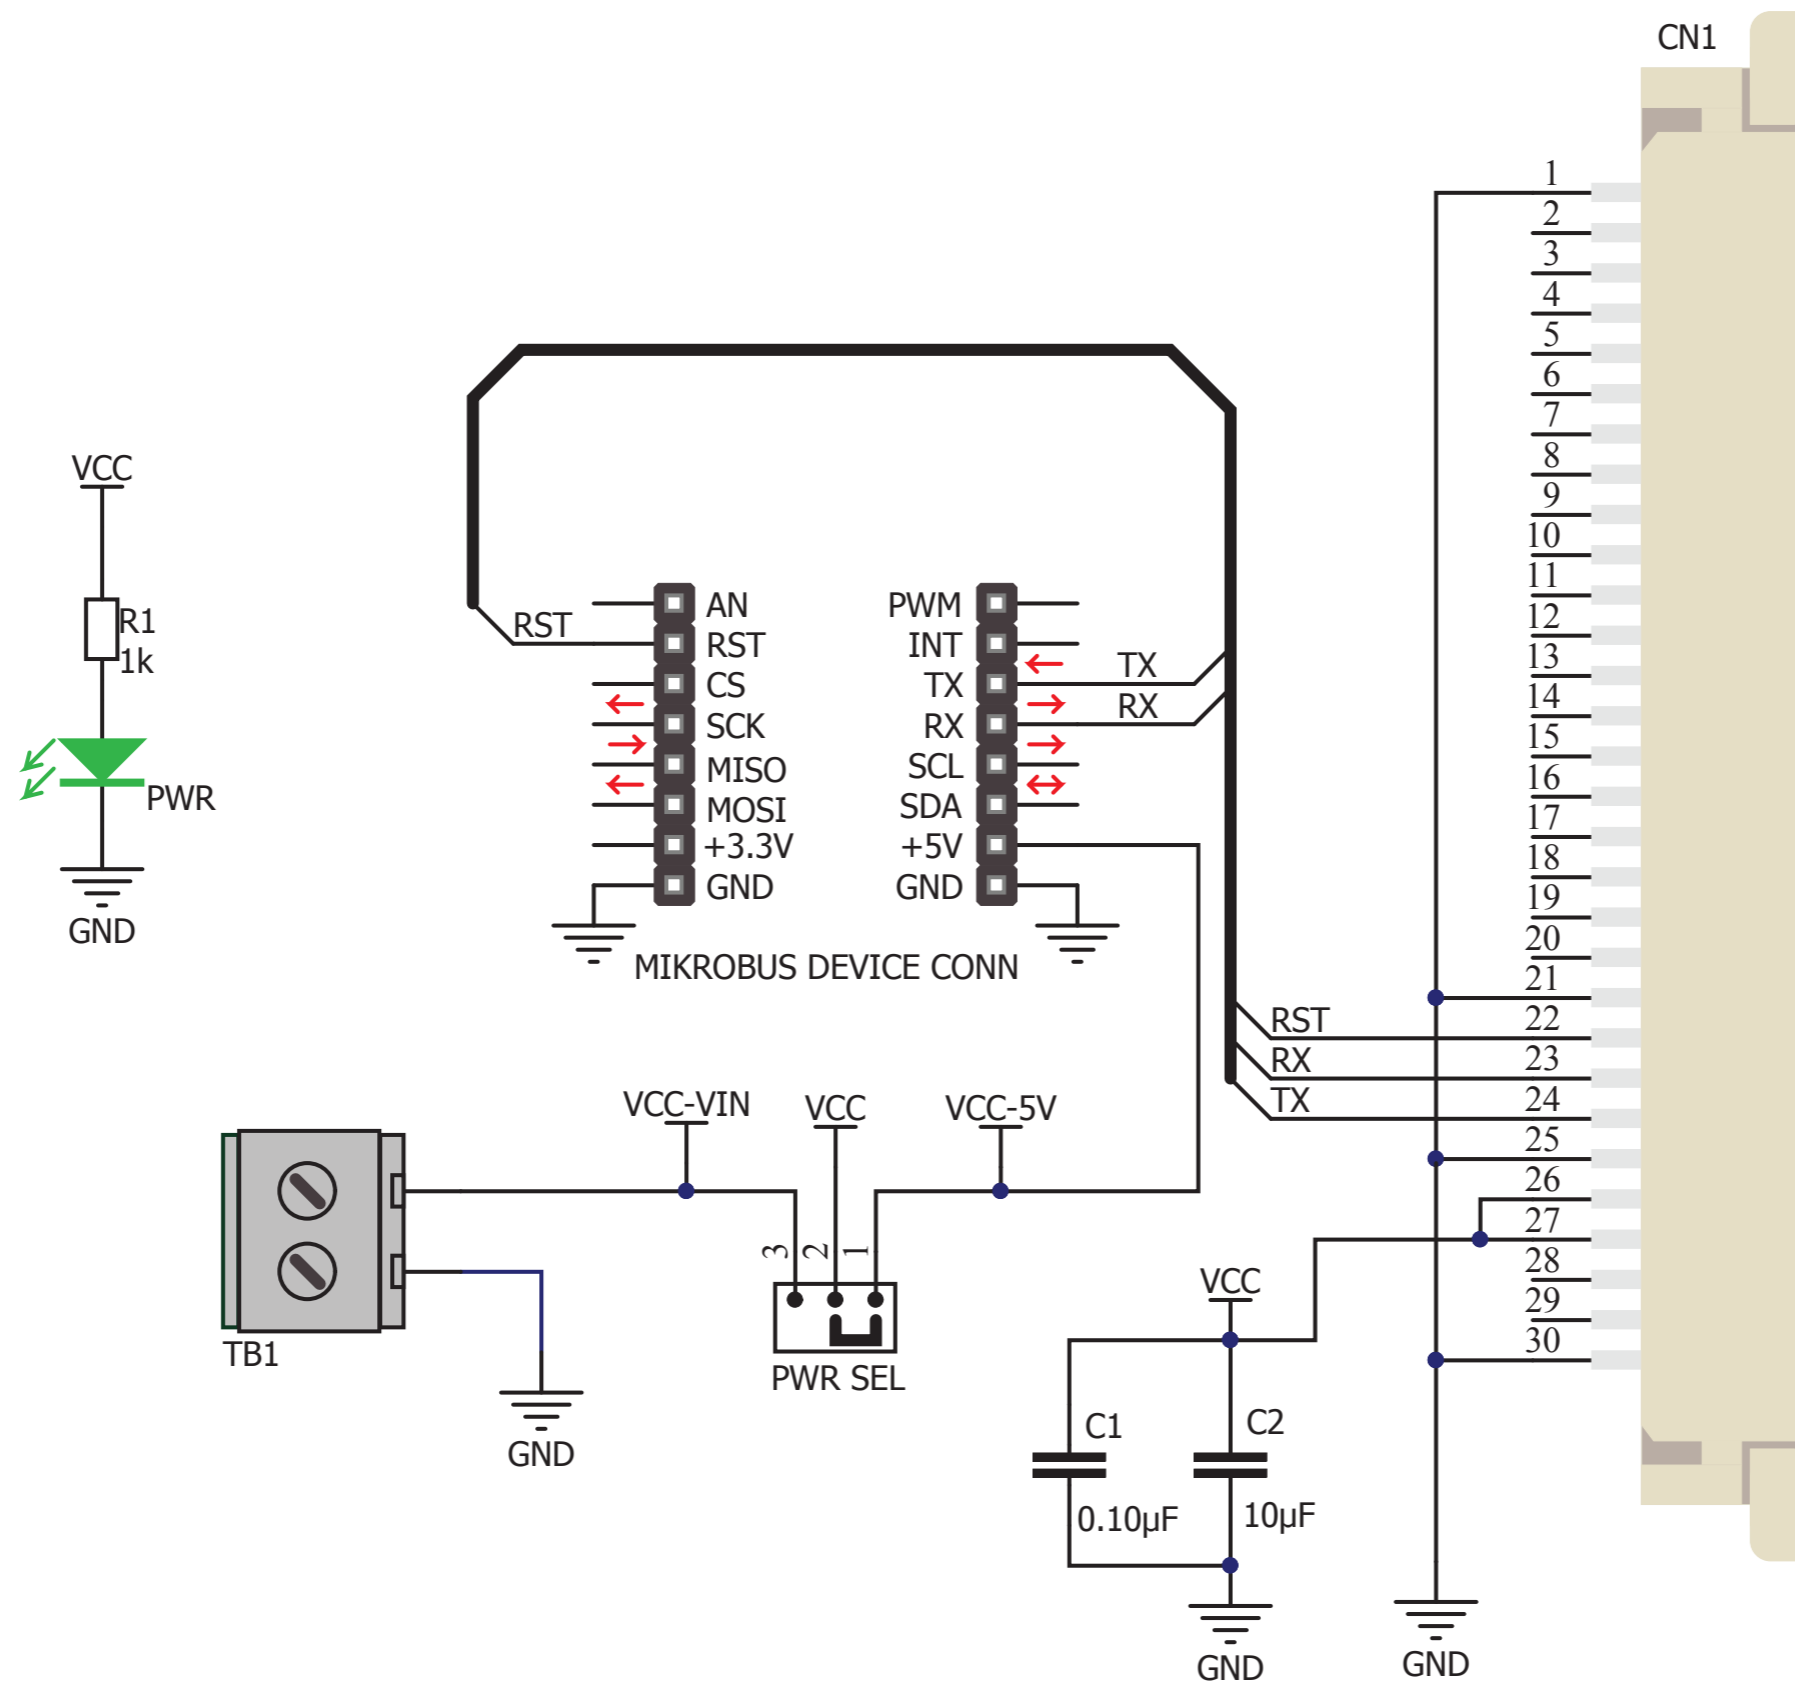 CN1
1
2
3
4
5
6
7
8
9
10
11
12
13
14
15
16
17
18
19
20
21
22
23
24
25
26
27
28
29
30
VCC
R1
1k
PWR
GND
RST
AN
RST
CS
SCK
MISO
MOSI
+3.3V
GND
PWM
INT
TX
RX
SCL
SDA
+5V
GND
TX
RX
MIKROBUS DEVICE CONN
RST
RX
TX
VCC-VIN
VCC
VCC-5V
3
2
1
PWR SEL
TB1
GND
VCC
C1
0.10µF
C2
10µF
GND
GND